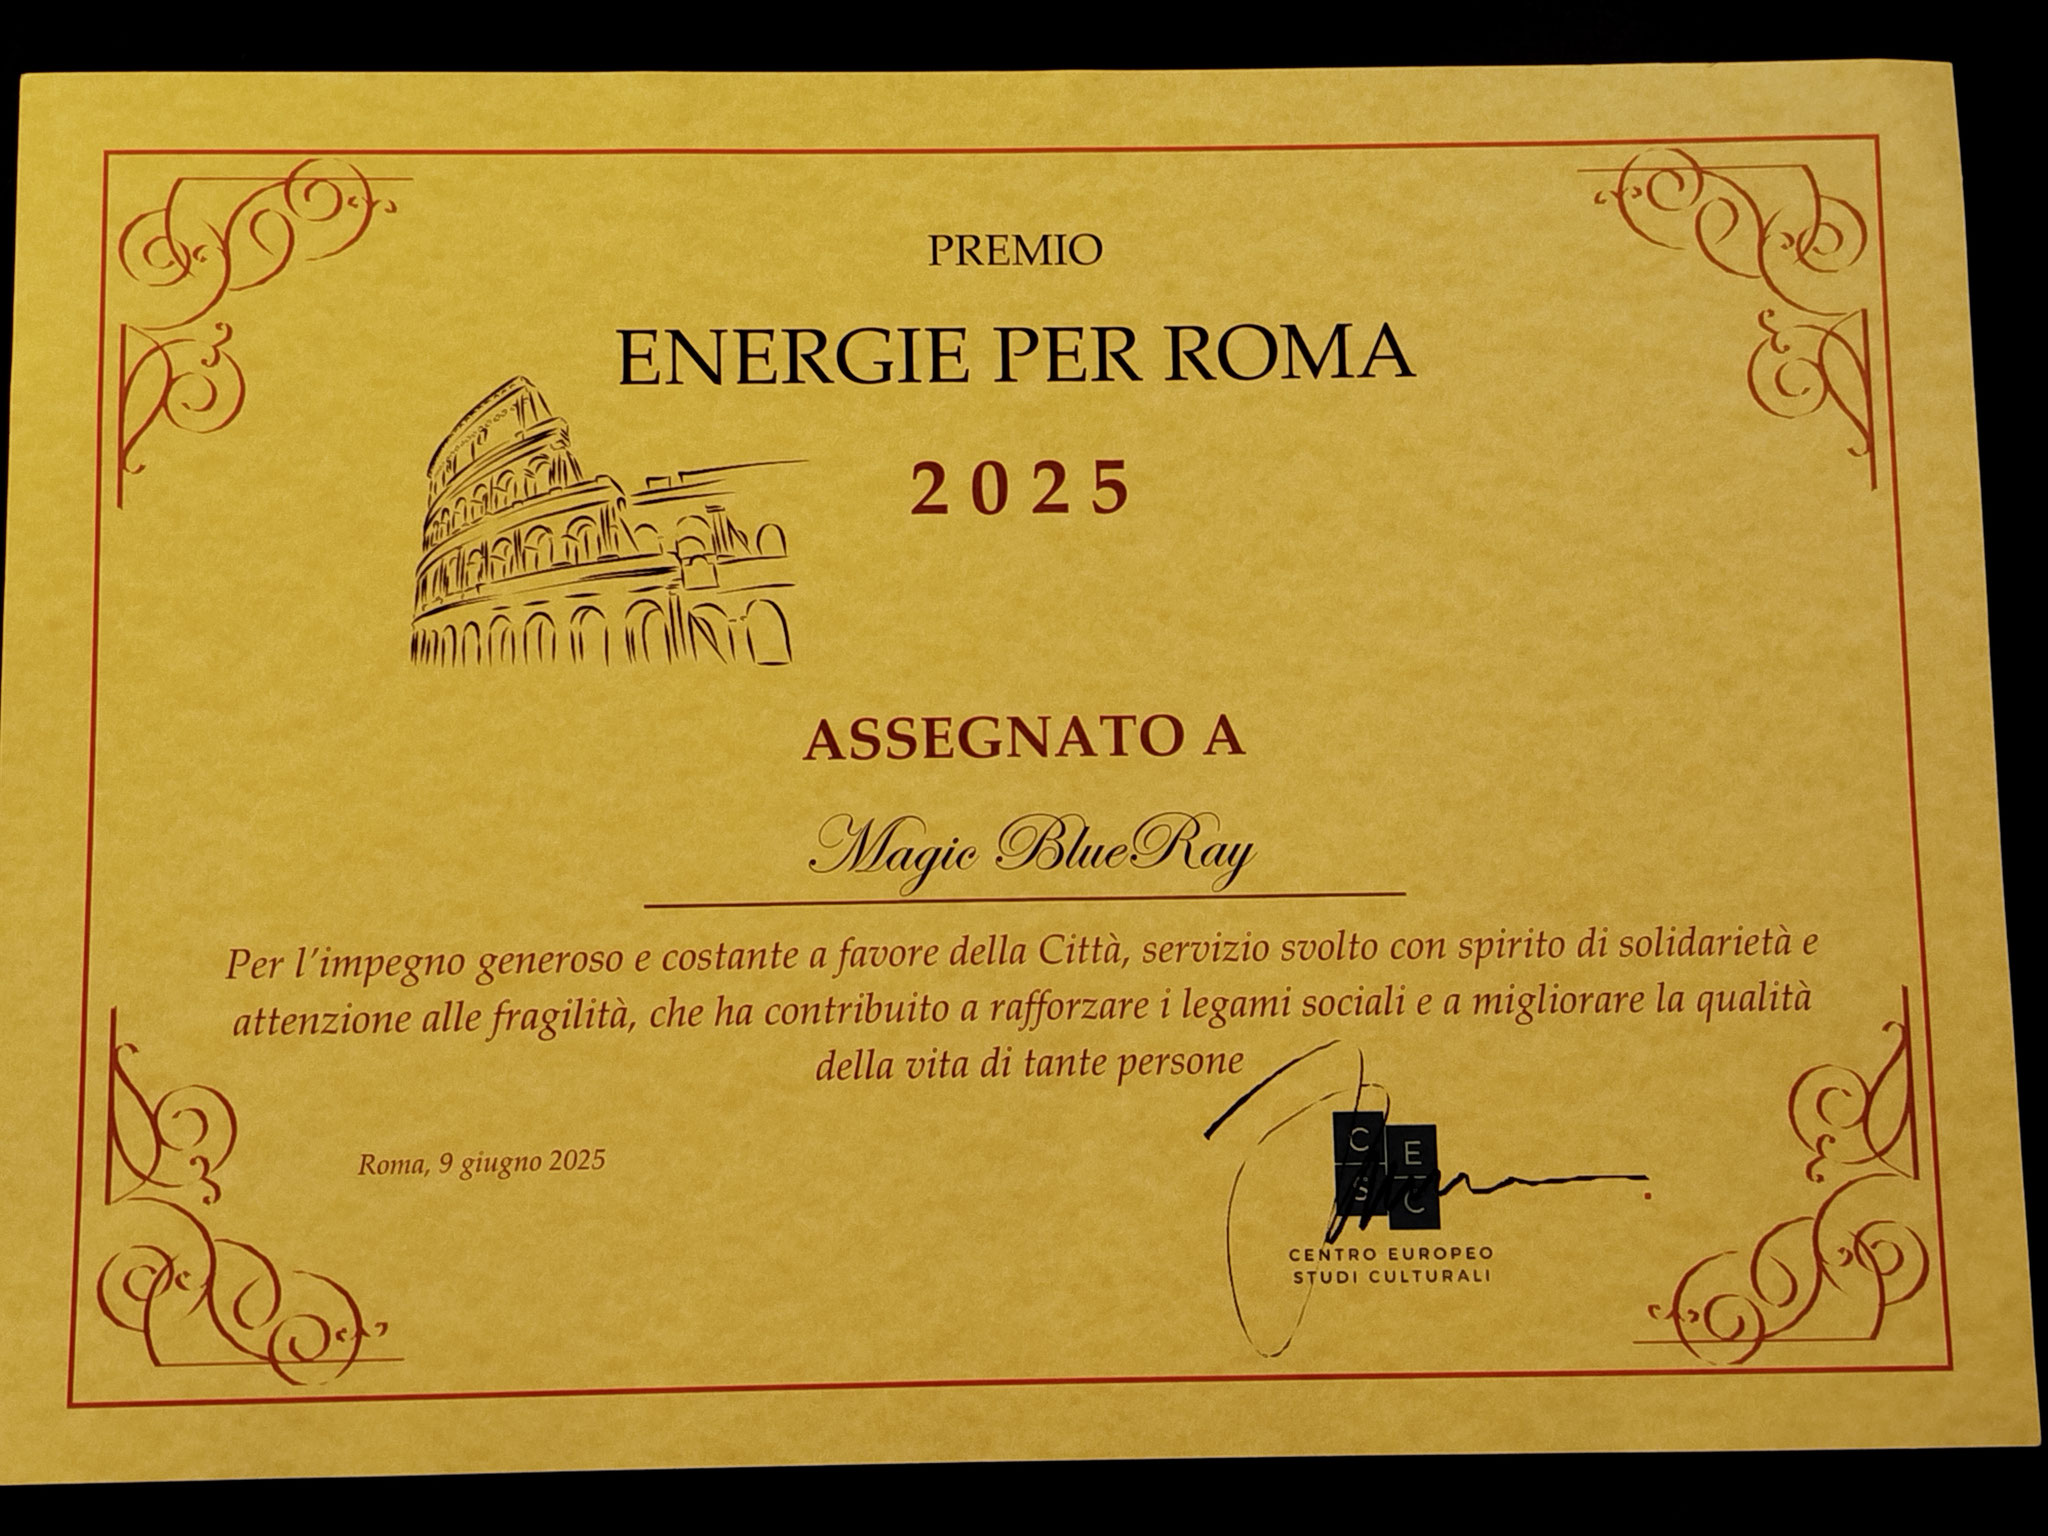 PREMIO
ENERGIE PER ROMA
2025
ASSEGNATO A
Magic BlueRay
Per l'impegno generoso e costante a favore della Città, servizio svolto con spirito di solidarietà e
attenzione alle fragilità, che ha contribuito a rafforzare i legami sociali e a migliorare la qualità
della vita di tante persone
Roma, 9 giugno 2025
C E
S C
CENTRO EUROPEO
STUDI CULTURALI